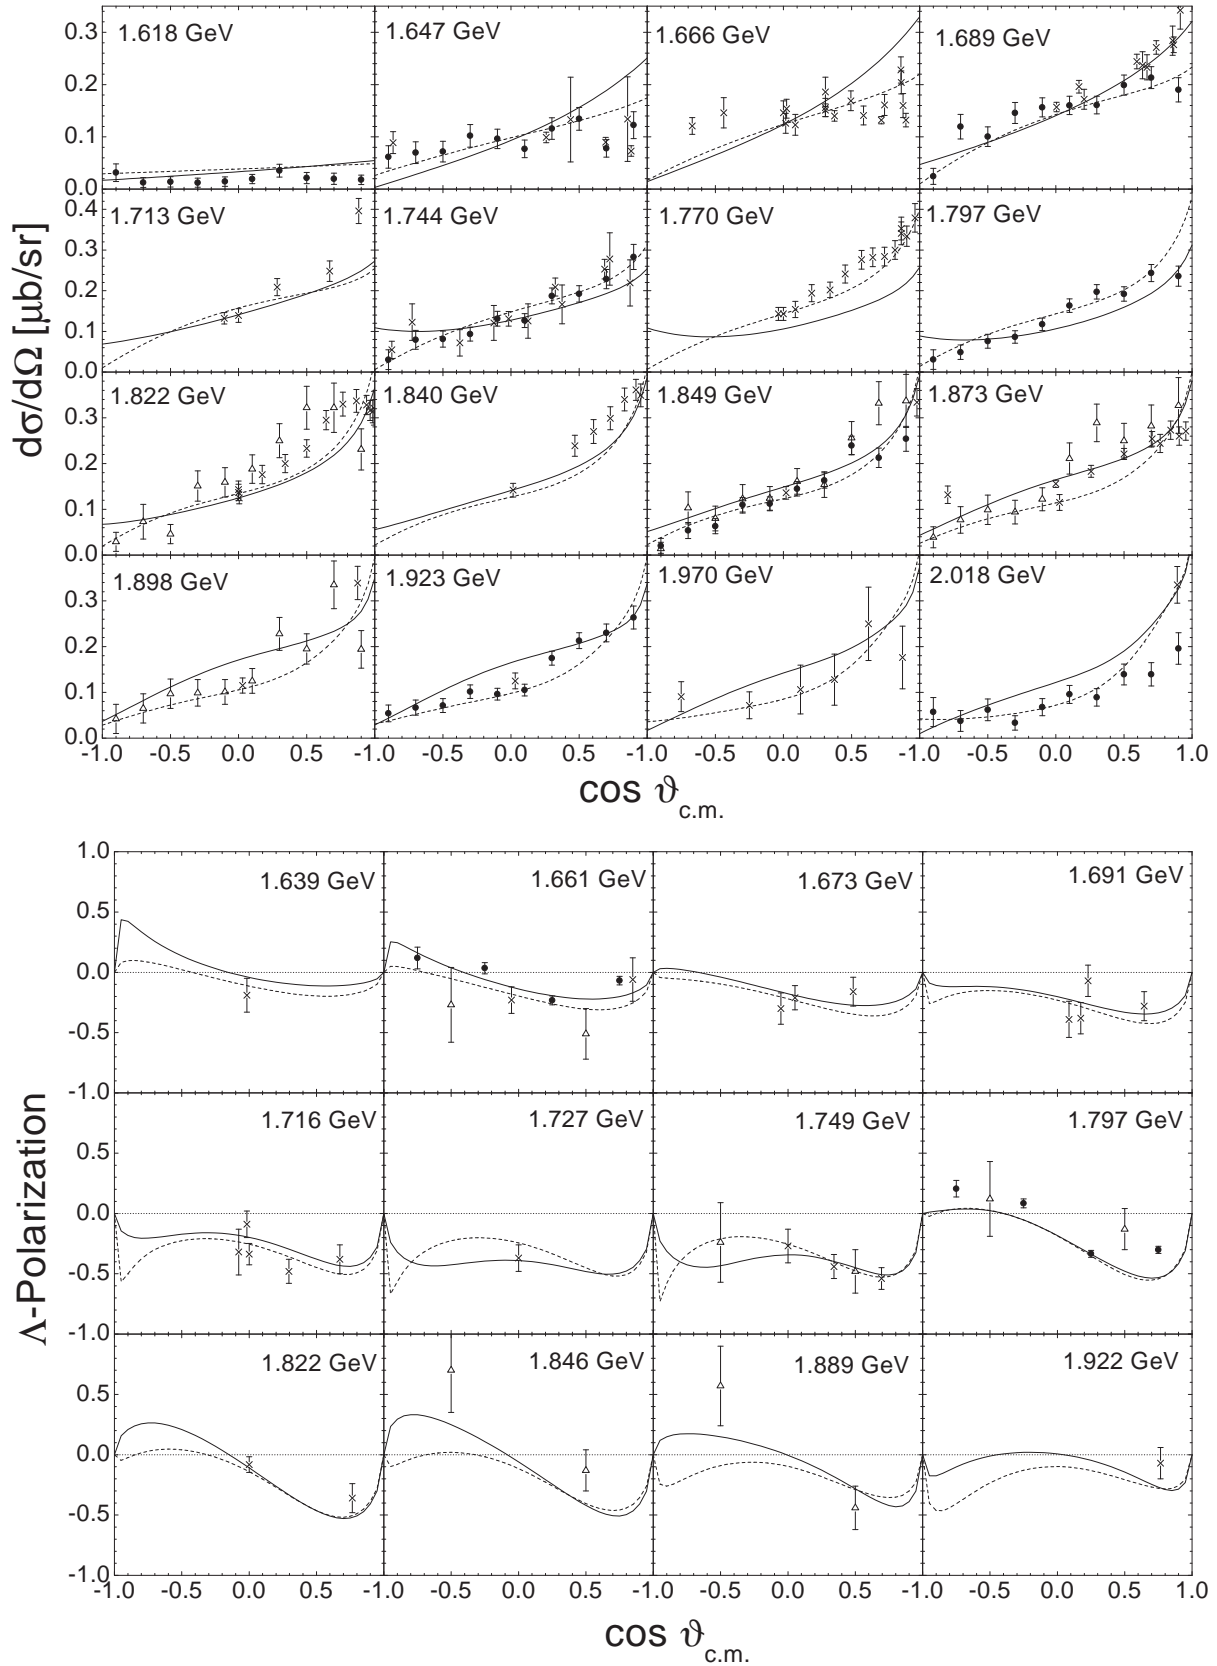 0.3
0.2
0.1
0.0
1.618 GeV
1.647 GeV
1.666 GeV
1.689 GeV
0.4
0.3
0.2
0.1
0.0
1.713 GeV
1.744 GeV
1.770 GeV
1.797 GeV
0.3
0.2
0.1
0.0
1.822 GeV
1.840 GeV
1.849 GeV
1.873 GeV
0.3
0.2
0.1
0.0
1.898 GeV
1.923 GeV
1.970 GeV
2.018 GeV
dσ/dΩ [μb/sr]
-1.0 -0.5 0.0 0.5 -1.0 -0.5 0.0 0.5 -1.0 -0.5 0.0 0.5 -1.0 -0.5 0.0 0.5 1.0
cos ϑc.m.
1.0
0.5
0.0
-0.5
-1.0
1.639 GeV
1.661 GeV
1.673 GeV
1.691 GeV
0.5
0.0
-0.5
-1.0
1.716 GeV
1.727 GeV
1.749 GeV
1.797 GeV
0.5
0.0
-0.5
-1.0
1.822 GeV
1.846 GeV
1.889 GeV
1.922 GeV
Λ-Polarization
-1.0 -0.5 0.0 0.5 -1.0 -0.5 0.0 0.5 -1.0 -0.5 0.0 0.5 -1.0 -0.5 0.0 0.5 1.0
cos ϑc.m.